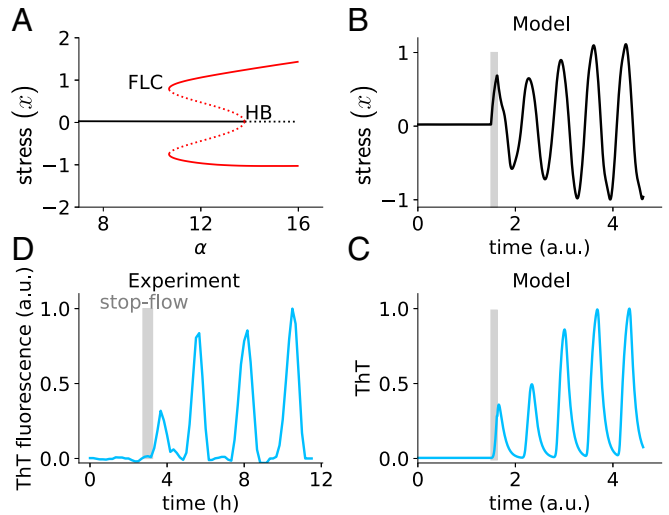 A
2
1
0
−1
−2
stress (x)
FLC
HB
8
12
16
α
B
Model
1
0
−1
stress (x)
0
2
4
time (a.u.)
D
Experiment
stop-flow
1.0
0.5
0.0
ThT fluorescence (a.u.)
0
4
8
12
time (h)
C
Model
1.0
0.5
0.0
ThT
0
2
4
time (a.u.)